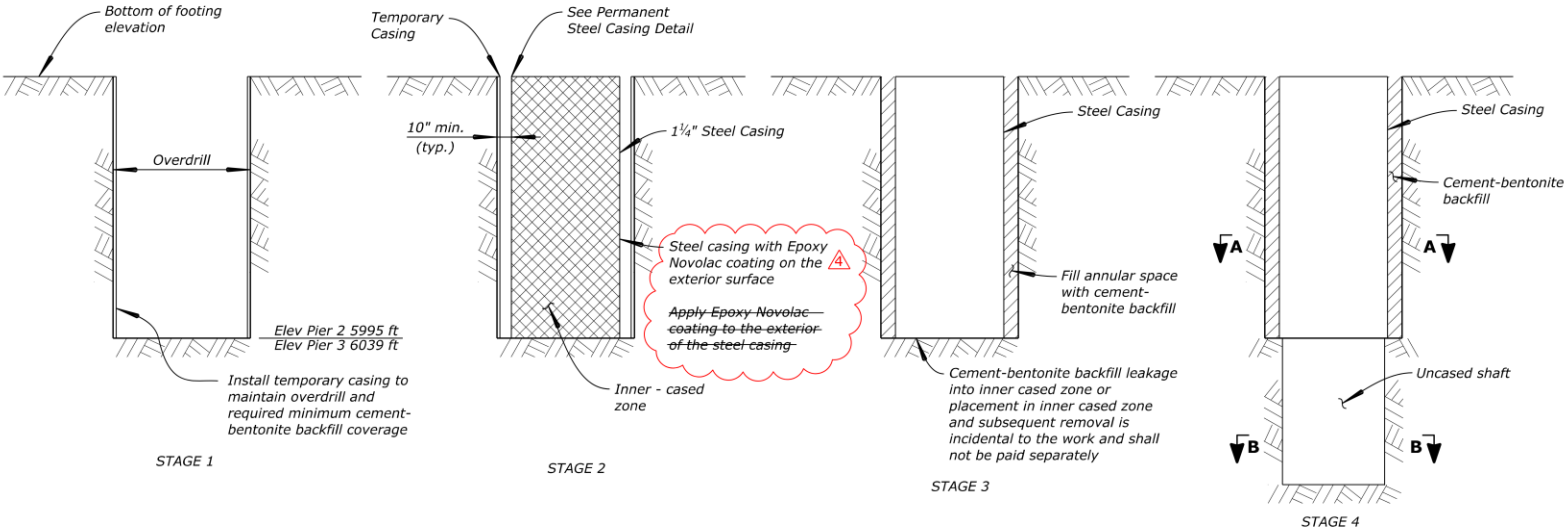 Bottom of footing
elevation
Overdrill
Elev Pier 2 5995 ft
Elev Pier 3 6039 ft
Install temporary casing to
maintain overdrill and
required minimum cement-
bentonite backfill coverage
STAGE 1
Temporary
Casing
See Permanent
Steel Casing Detail
10" min.
(typ.)
1¼" Steel Casing
Steel casing with Epoxy
Novolac coating on the
exterior surface
4
Apply Epoxy Novolac
coating to the exterior
of the steel casing
Inner - cased
zone
STAGE 2
Steel Casing
Fill annular space
with cement-
bentonite backfill
Cement-bentonite backfill leakage
into inner cased zone or
placement in inner cased zone
and subsequent removal is
incidental to the work and shall
not be paid separately
STAGE 3
Steel Casing
Cement-bentonite
backfill
A A
Uncased shaft
B B
STAGE 4